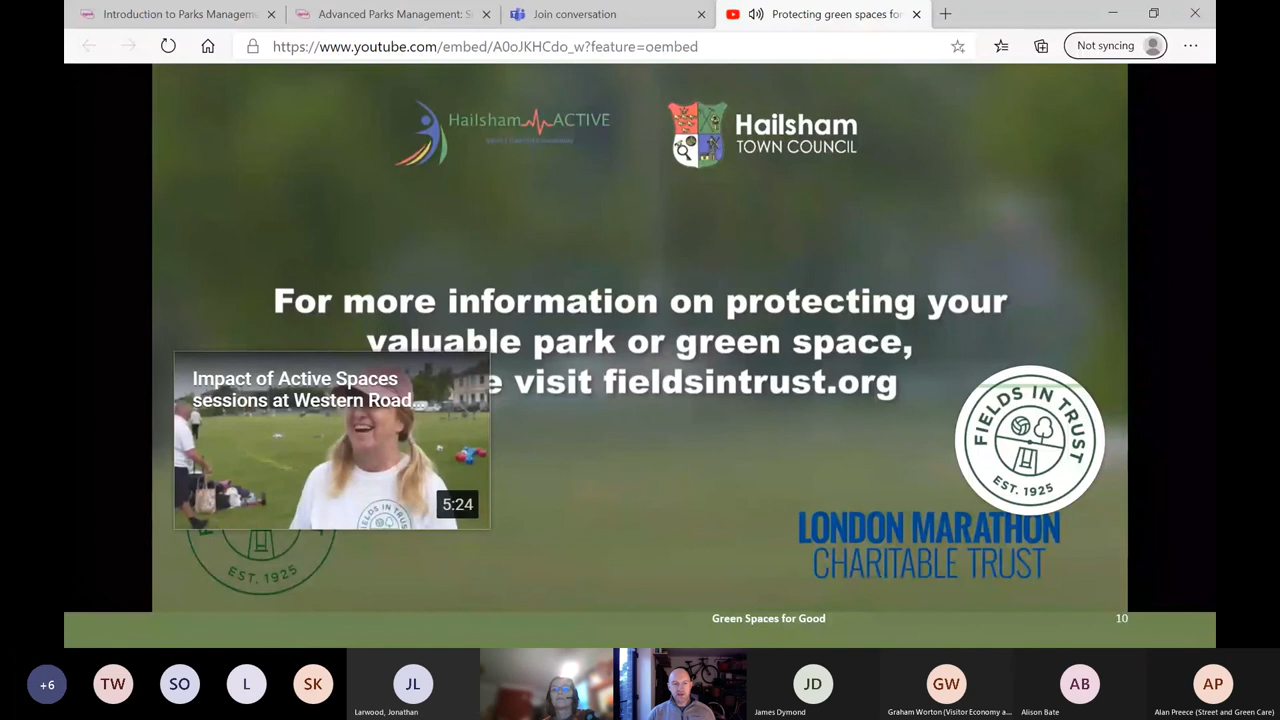 Introduction to Parks Managem
Advanced Parks Management: S
Join conversation
Protecting green spaces for
https://www.youtube.com/embed/A0oJKHCdo_w?feature=oembed
Not syncing
Hailsham ACTIVE
Hailsham
TOWN COUNCIL
For more information on protecting your
valuable park or green space,
e visit fieldsintrust.org
Impact of Active Spaces
sessions at Western Road...
5:24
FIELDS IN TRUST
EST. 1925
EST. 1925
LONDON MARATHON
CHARITABLE TRUST
Green Spaces for Good
10
+6
TW
SO
L
SK
JL
JD
GW
AB
AP
Larwood, Jonathan
James Dymond
Graham Worton (Visitor Economy a...
Alison Bate
Alan Preece (Street and Green Care)